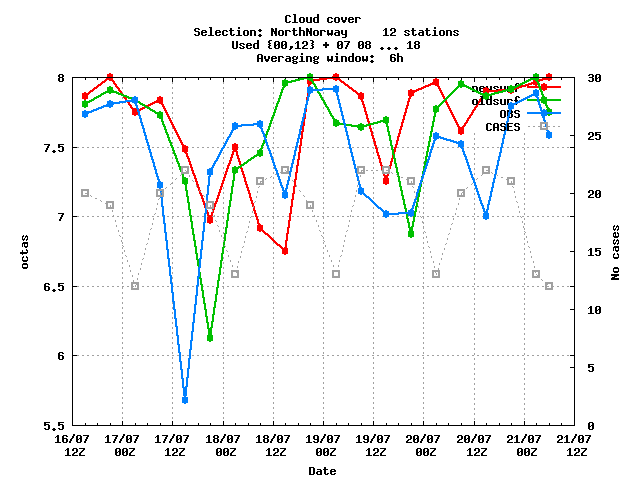 Cloud cover
Selection: NorthNorway     12 stations
Used {00,12} + 07 08 ... 18
Averaging window:  6h
8
7.5
7
6.5
6
5.5
octas
30
25
20
15
10
5
0
No cases
newsurf
oldsurf
OBS
CASES
16/07 17/07 17/07 18/07 18/07 19/07 19/07 20/07 20/07 21/07 21/07
12Z 00Z 12Z 00Z 12Z 00Z 12Z 00Z 12Z 00Z 12Z
Date